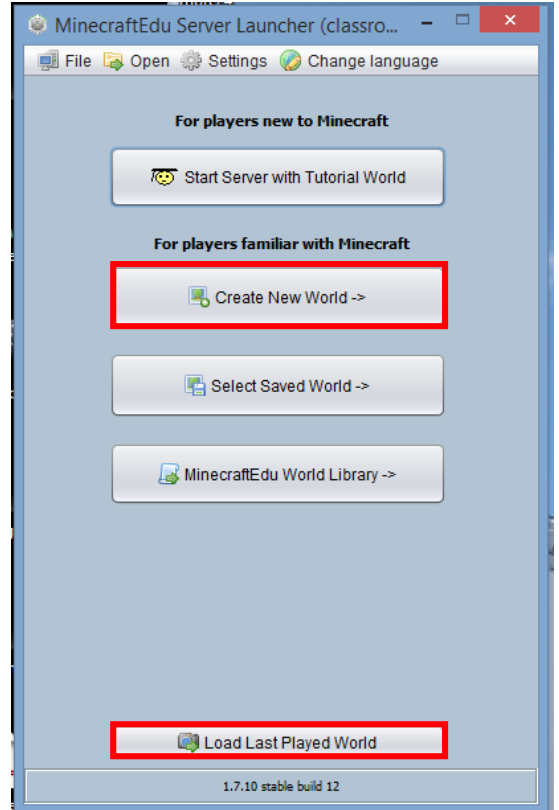 MinecraftEdu Server Launcher (classro...
File Open Settings Change language
For players new to Minecraft
Start Server with Tutorial World
For players familiar with Minecraft
Create New World ->
Select Saved World ->
MinecraftEdu World Library ->
Load Last Played World
1.7.10 stable build 12